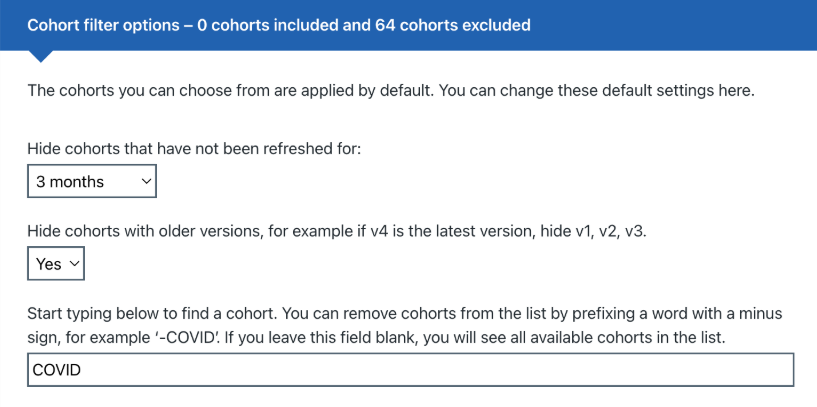 Cohort filter options – 0 cohorts included and 64 cohorts excluded
The cohorts you can choose from are applied by default. You can change these default settings here.
Hide cohorts that have not been refreshed for:
3 months
Hide cohorts with older versions, for example if v4 is the latest version, hide v1, v2, v3.
Yes
Start typing below to find a cohort. You can remove cohorts from the list by prefixing a word with a minus
sign, for example ‘-COVID’. If you leave this field blank, you will see all available cohorts in the list.
COVID